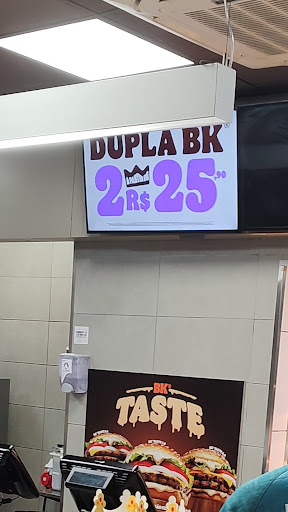 DUPLA BK
2 R$ 25,90
BK®
TASTE